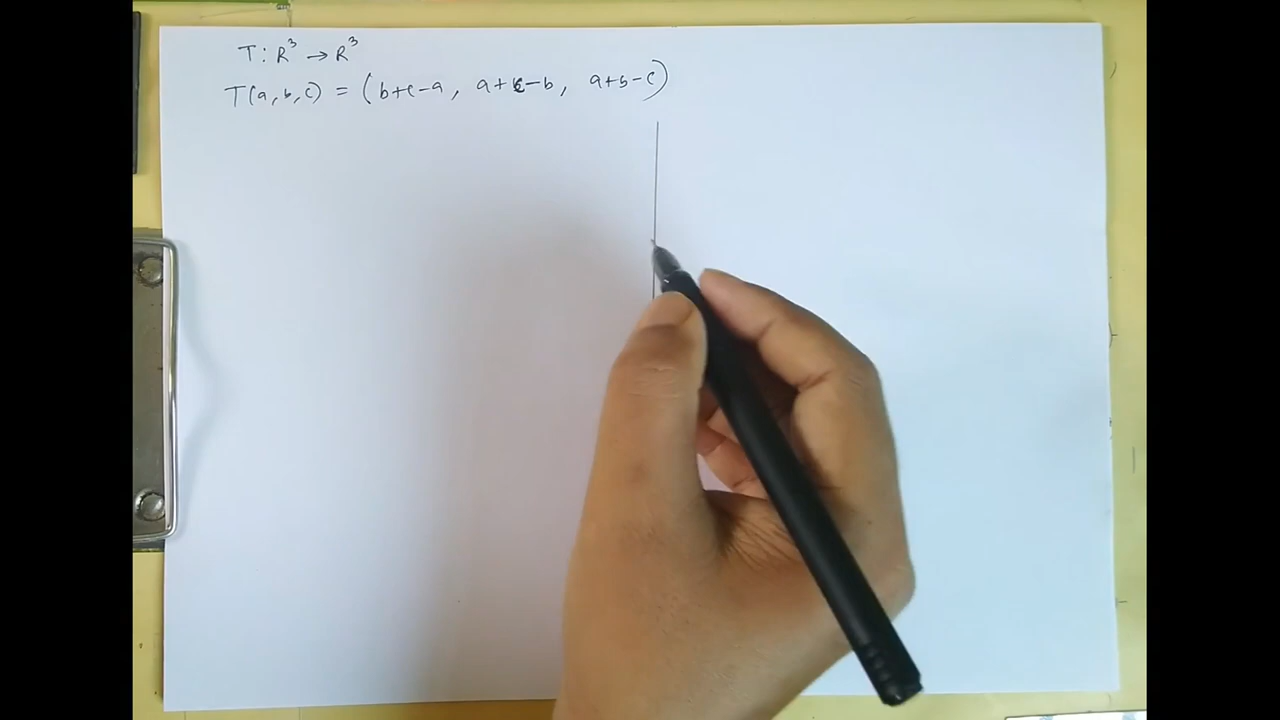 T: R³ → R³
T(a, b, c) = (b+c-a, a+c-b, a+b-c)